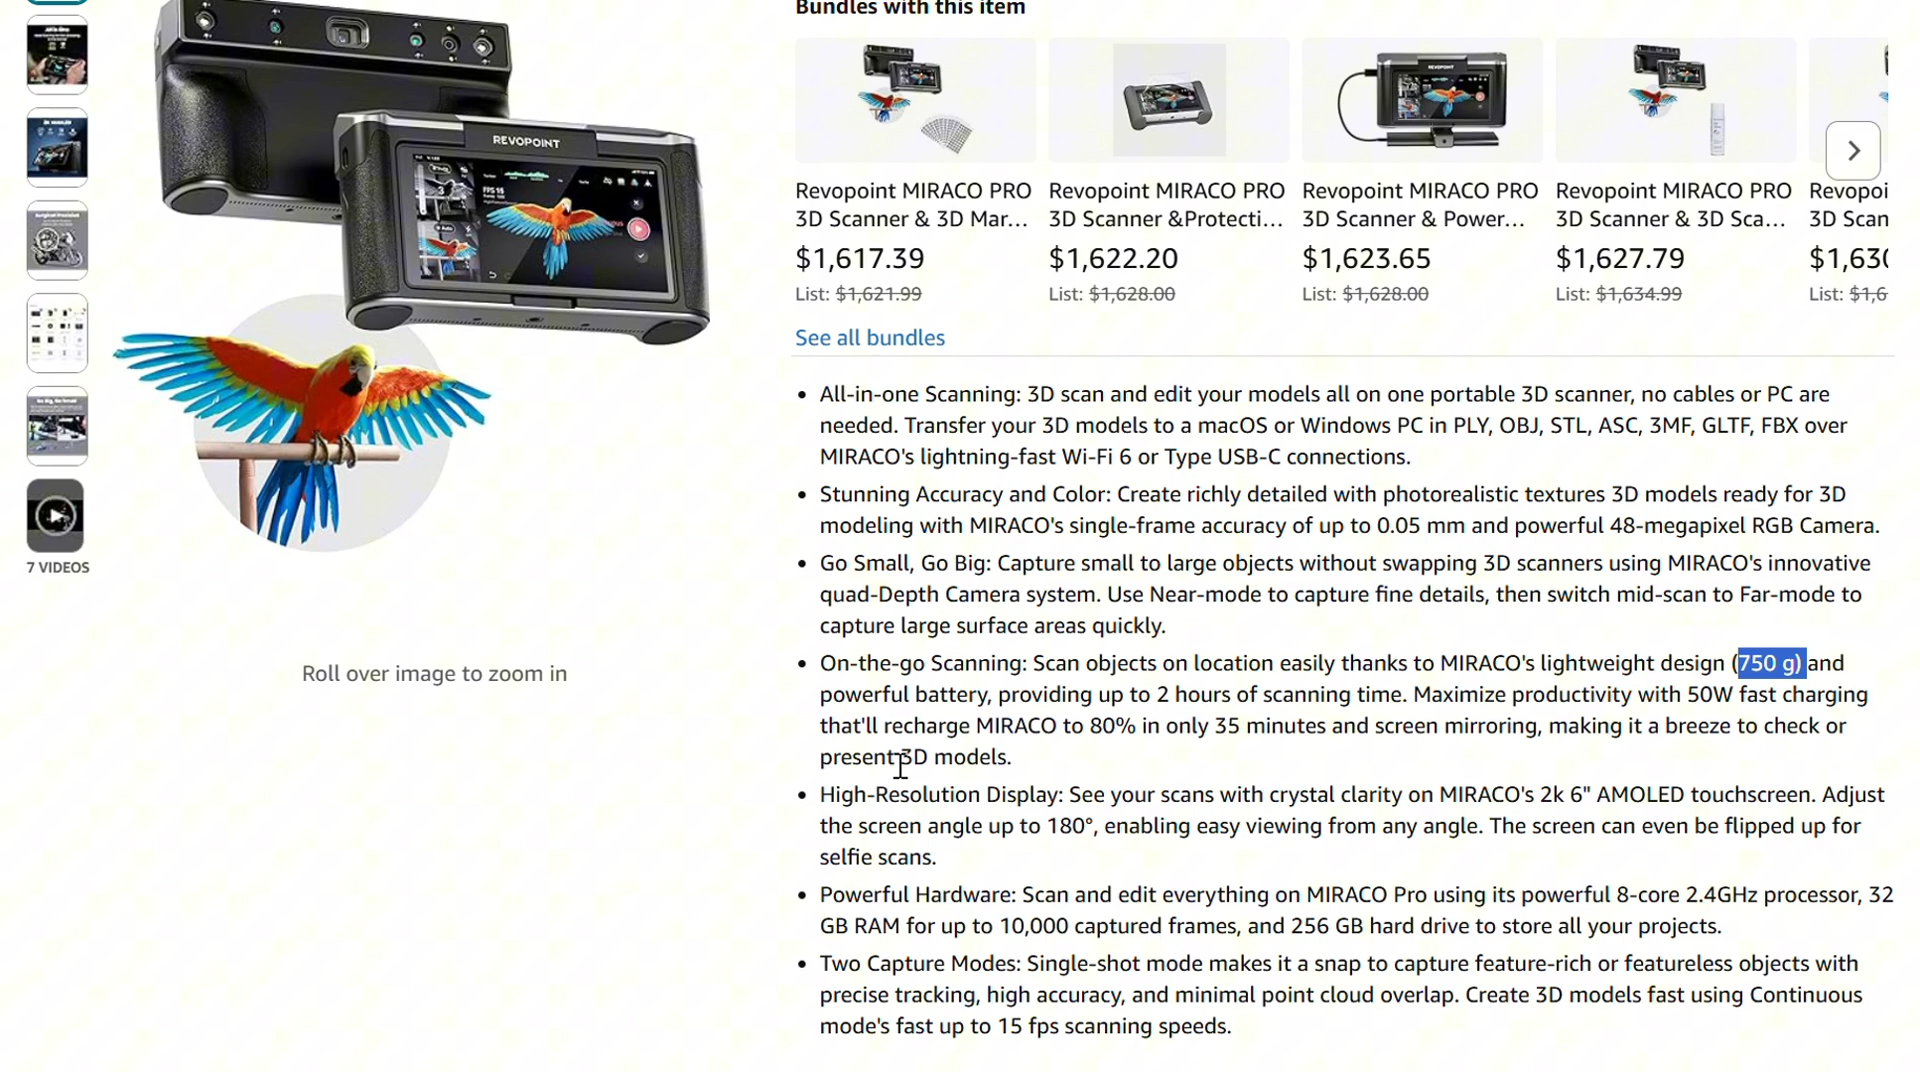 Bundles with this item
REVOPOINT
Revopoint MIRACO PRO
3D Scanner & 3D Mar...
$1,617.39
List: $1,621.99
Revopoint MIRACO PRO
3D Scanner &Protecti...
$1,622.20
List: $1,628.00
Revopoint MIRACO PRO
3D Scanner & Power...
$1,623.65
List: $1,628.00
Revopoint MIRACO PRO
3D Scanner & 3D Sca...
$1,627.79
List: $1,634.99
Revopoi
3D Scan
$1,630
List: $1,6
See all bundles
7 VIDEOS
Roll over image to zoom in
• All-in-one Scanning: 3D scan and edit your models all on one portable 3D scanner, no cables or PC are
needed. Transfer your 3D models to a macOS or Windows PC in PLY, OBJ, STL, ASC, 3MF, GLTF, FBX over
MIRACO's lightning-fast Wi-Fi 6 or Type USB-C connections.
• Stunning Accuracy and Color: Create richly detailed with photorealistic textures 3D models ready for 3D
modeling with MIRACO's single-frame accuracy of up to 0.05 mm and powerful 48-megapixel RGB Camera.
• Go Small, Go Big: Capture small to large objects without swapping 3D scanners using MIRACO's innovative
quad-Depth Camera system. Use Near-mode to capture fine details, then switch mid-scan to Far-mode to
capture large surface areas quickly.
• On-the-go Scanning: Scan objects on location easily thanks to MIRACO's lightweight design (750 g) and
powerful battery, providing up to 2 hours of scanning time. Maximize productivity with 50W fast charging
that'll recharge MIRACO to 80% in only 35 minutes and screen mirroring, making it a breeze to check or
present 3D models.
• High-Resolution Display: See your scans with crystal clarity on MIRACO's 2k 6" AMOLED touchscreen. Adjust
the screen angle up to 180°, enabling easy viewing from any angle. The screen can even be flipped up for
selfie scans.
• Powerful Hardware: Scan and edit everything on MIRACO Pro using its powerful 8-core 2.4GHz processor, 32
GB RAM for up to 10,000 captured frames, and 256 GB hard drive to store all your projects.
• Two Capture Modes: Single-shot mode makes it a snap to capture feature-rich or featureless objects with
precise tracking, high accuracy, and minimal point cloud overlap. Create 3D models fast using Continuous
mode's fast up to 15 fps scanning speeds.